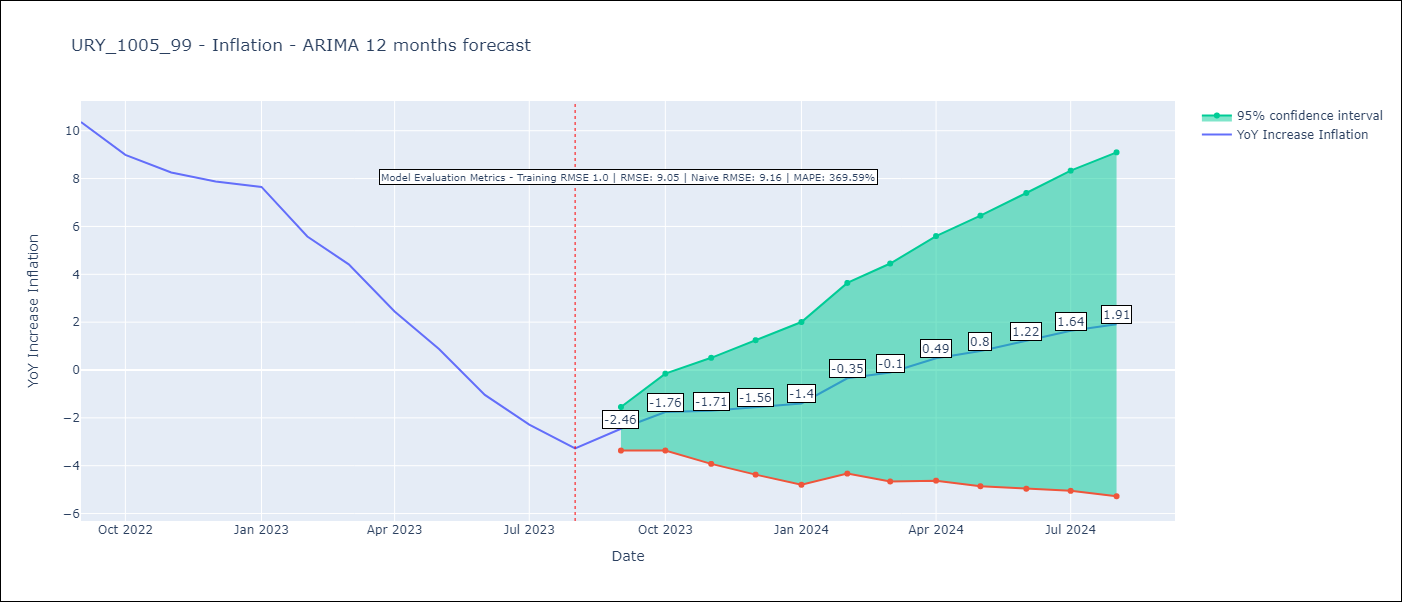 URY_1005_99 - Inflation - ARIMA 12 months forecast
95% confidence interval
YoY Increase Inflation
Model Evaluation Metrics - Training RMSE 1.0 | RMSE: 9.05 | Naive RMSE: 9.16 | MAPE: 369.59%
YoY Increase Inflation
10
8
6
4
2
0
−2
−4
−6
-2.46
-1.76
-1.71
-1.56
-1.4
-0.35
-0.1
0.49
0.8
1.22
1.64
1.91
Oct 2022
Jan 2023
Apr 2023
Jul 2023
Oct 2023
Jan 2024
Apr 2024
Jul 2024
Date